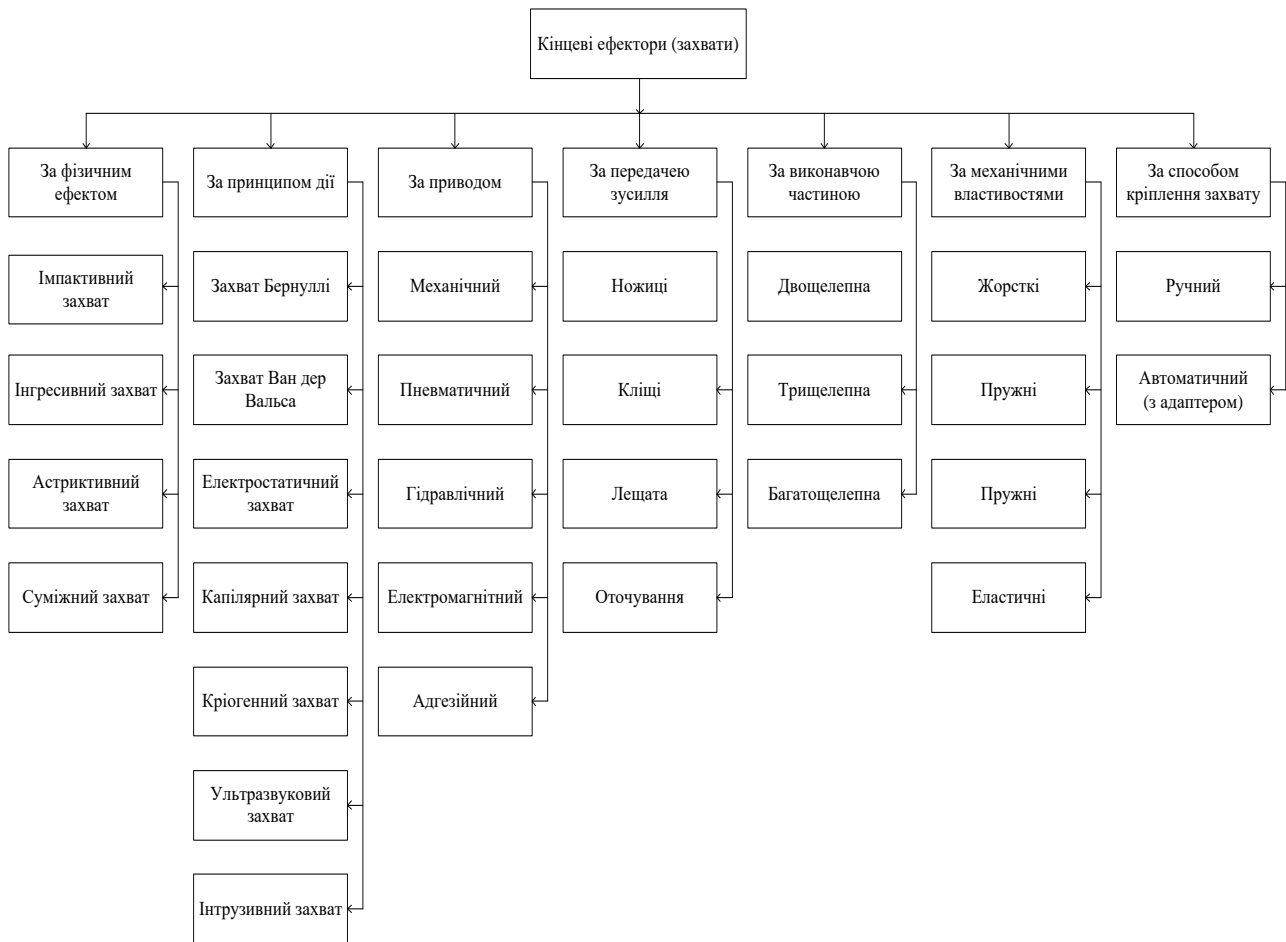 Кінцеві ефектори (захвати)
За фізичним
ефектом
Імпактивний
захват
Інгресивний захват
Астриктивний
захват
Суміжний захват
За принципом дії
Захват Бернуллі
Захват Ван дер
Вальса
Електростатичний
захват
Капілярний захват
Кріогенний захват
Ультразвуковий
захват
Інтрузивний захват
За приводом
Механічний
Пневматичний
Гідравлічний
Електромагнітний
Адгезійний
За передачею
зусилля
Ножиці
Кліщі
Лещата
Оточування
За виконавчою
частиною
Двощелепна
Трищелепна
Багатощелепна
За механічними
властивостями
Жорсткі
Пружні
Пружні
Еластичні
За способом
кріплення захвату
Ручний
Автоматичний
(з адаптером)